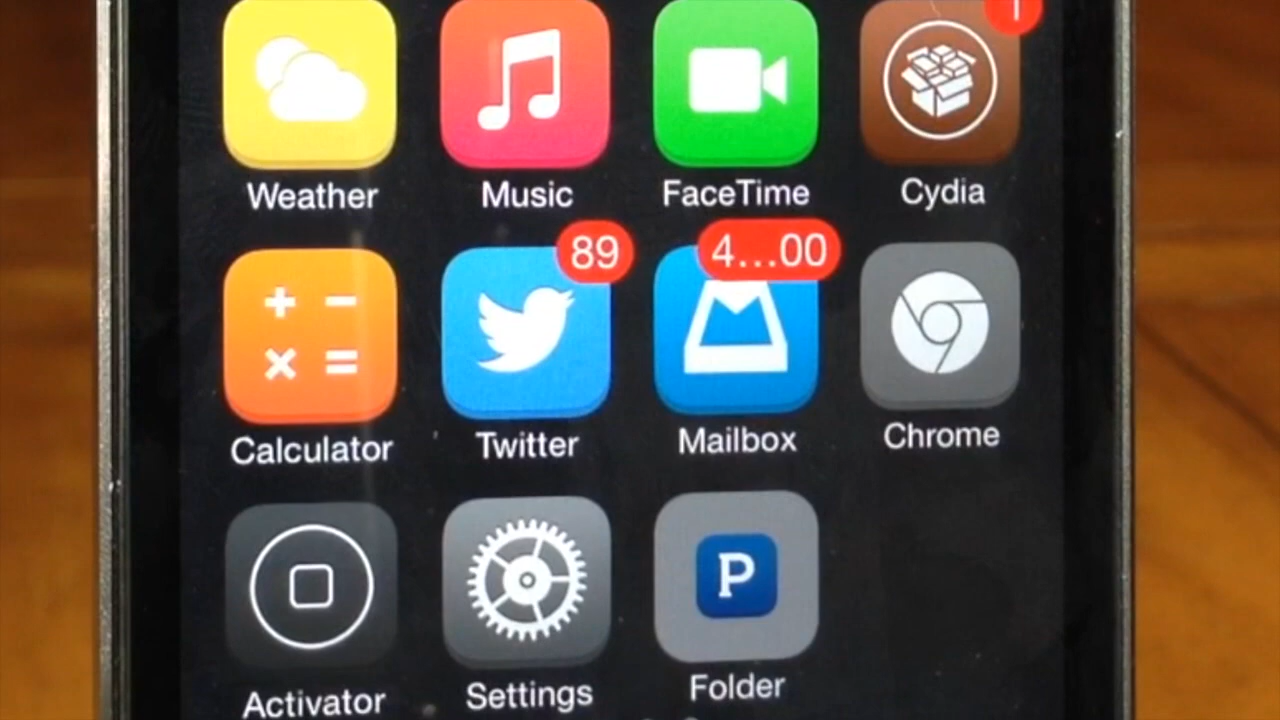 1
Weather Music FaceTime Cydia
89 4...00
Calculator Twitter Mailbox Chrome
P
Activator Settings Folder